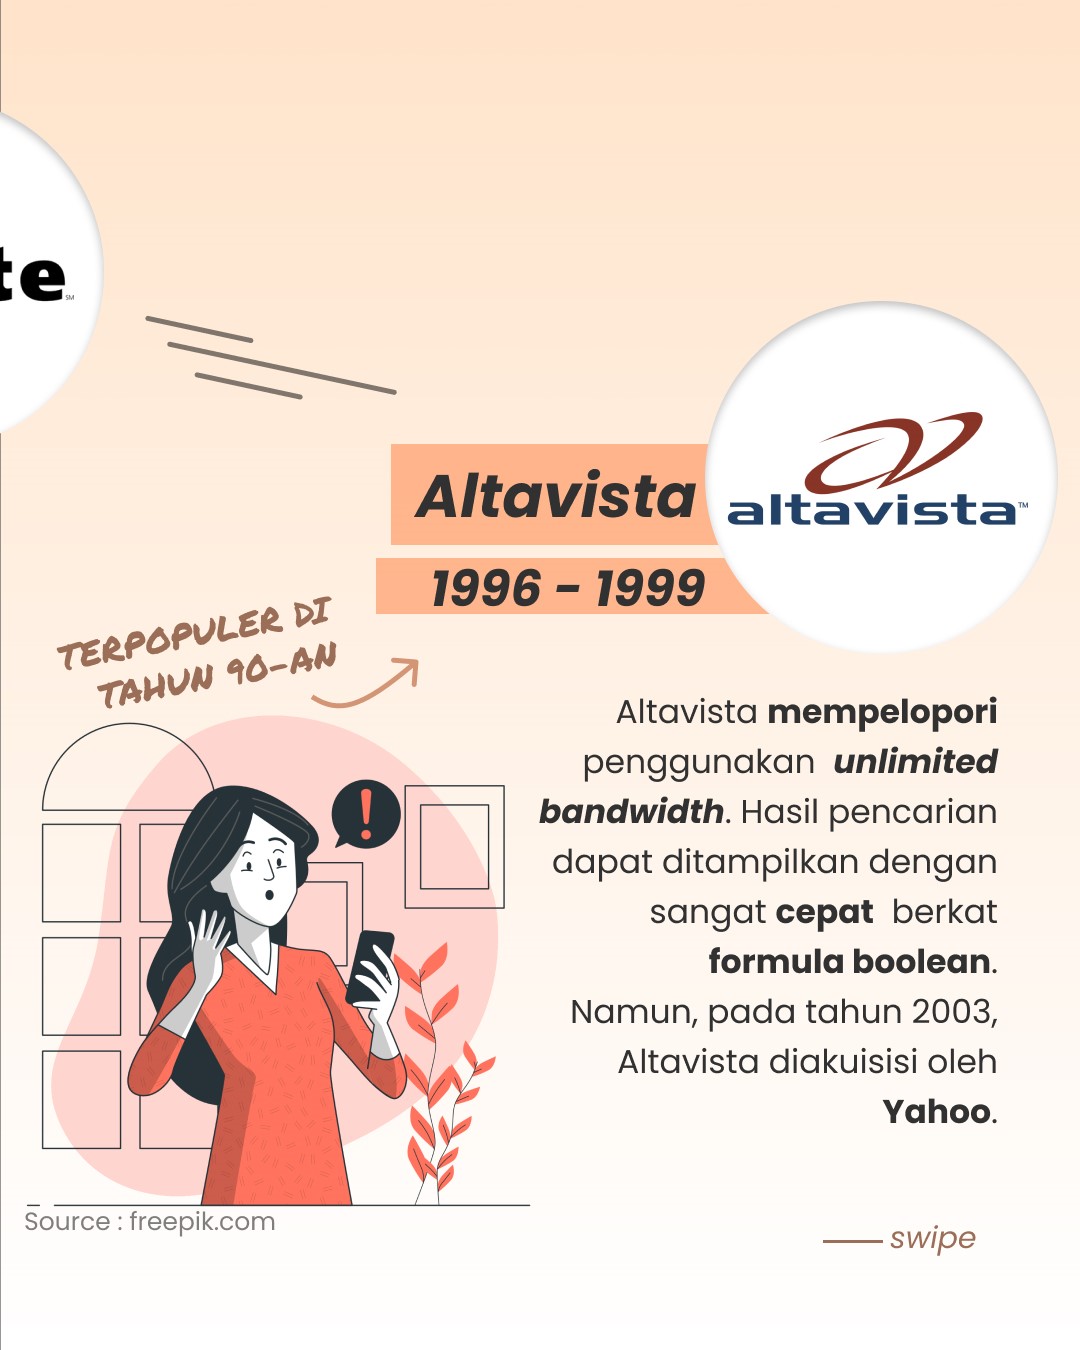 te
SM
altavista™
Altavista
1996 - 1999
TERPOPULER DI
TAHUN 90-AN
!
Altavista mempelopori
penggunakan unlimited
bandwidth. Hasil pencarian
dapat ditampilkan dengan
sangat cepat berkat
formula boolean.
Namun, pada tahun 2003,
Altavista diakuisisi oleh
Yahoo.
Source : freepik.com
swipe